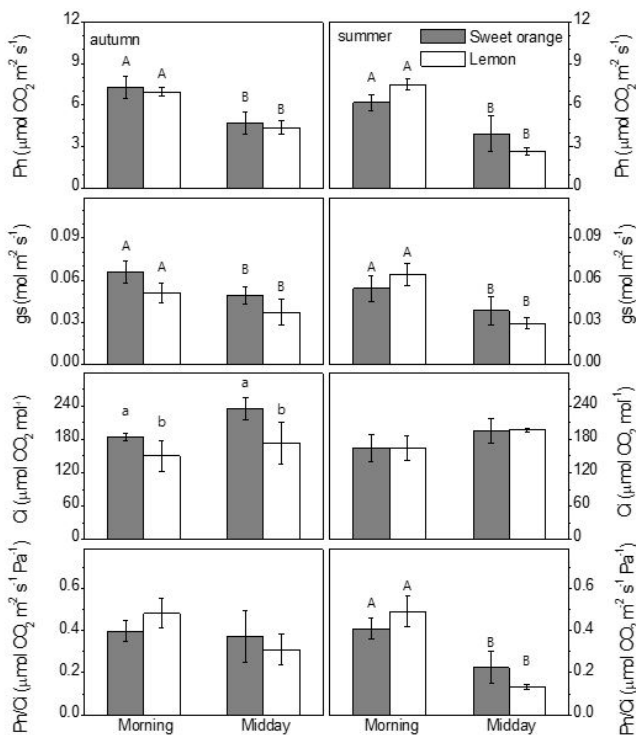 autumn
summer
Sweet orange
Lemon
12
9
6
3
0
Pn (µmol CO2 m-2 s-1)
A A B B
A A B B
12
9
6
3
0
Pn (µmol CO2 m-2 s-1)
0.09
0.06
0.03
0.00
gs (mol m-2 s-1)
A A B B
A A B B
0.09
0.06
0.03
0.00
gs (mol m-2 s-1)
240
180
120
60
0
Ci (µmol CO2 mol-1)
a b a b
240
180
120
60
0
Ci (µmol CO2 mol-1)
0.6
0.4
0.2
0.0
Pn/Ci (µmol CO2 m-2 s-1 Pa-1)
A A B B
0.6
0.4
0.2
0.0
Pn/Ci (µmol CO2 m-2 s-1 Pa-1)
Morning Midday Morning Midday